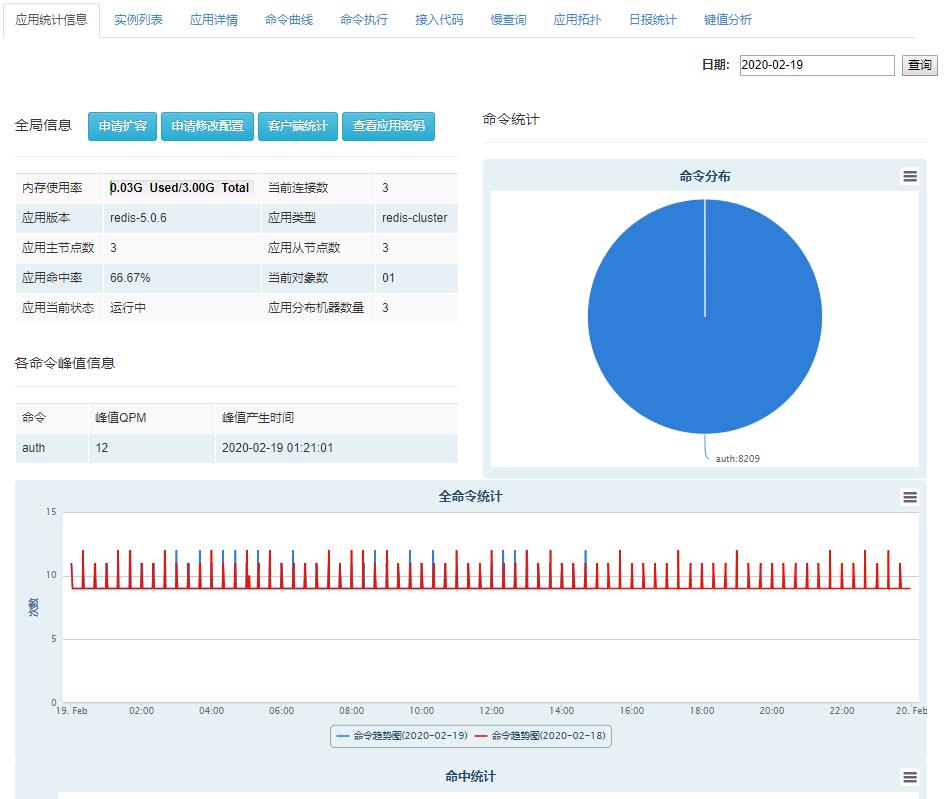 应用统计信息 实例列表 应用详情 命令曲线 命令执行 接入代码 慢查询 应用拓扑 日报统计 键值分析
日期: 2020-02-19 查询
全局信息 申请扩容 申请修改配置 客户端统计 查看应用密码
内存使用率 0.03G Used/3.00G Total 当前连接数 3
应用版本 redis-5.0.6 应用类型 redis-cluster
应用主节点数 3 应用从节点数 3
应用命中率 66.67% 当前对象数 01
应用当前状态 运行中 应用分布机器数量 3
各命令峰值信息
命令 峰值QPM 峰值产生时间
auth 12 2020-02-19 01:21:01
命令统计
命令分布
auth:8209
全命令统计
15
10
5
0
次数
19. Feb 02:00 04:00 06:00 08:00 10:00 12:00 14:00 16:00 18:00 20:00 22:00 20. Feb
命令趋势图(2020-02-19) 命令趋势图(2020-02-18)
命中统计